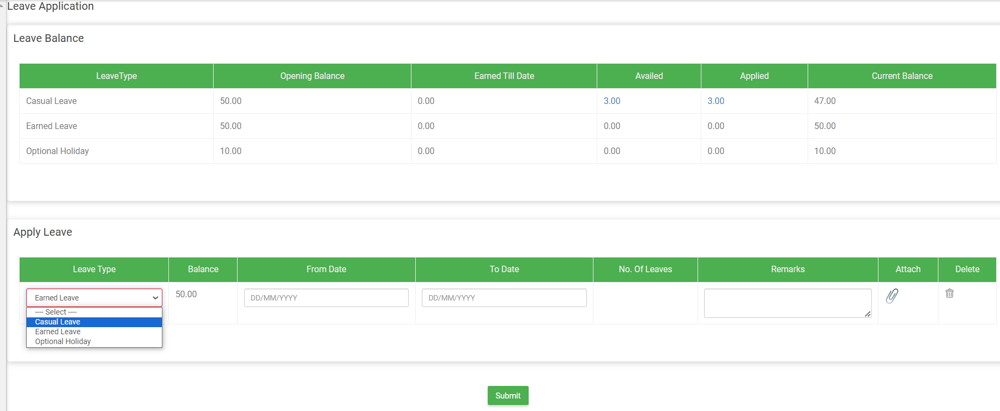 Leave Application
Leave Balance
LeaveType Opening Balance Earned Till Date Availed Applied Current Balance
Casual Leave 50.00 0.00 3.00 3.00 47.00
Earned Leave 50.00 0.00 0.00 0.00 50.00
Optional Holiday 10.00 0.00 0.00 0.00 10.00
Apply Leave
Leave Type Balance From Date To Date No. Of Leaves Remarks Attach Delete
Earned Leave 50.00 DD/MM/YYYY DD/MM/YYYY
---- Select ----
Casual Leave
Earned Leave
Optional Holiday
Submit